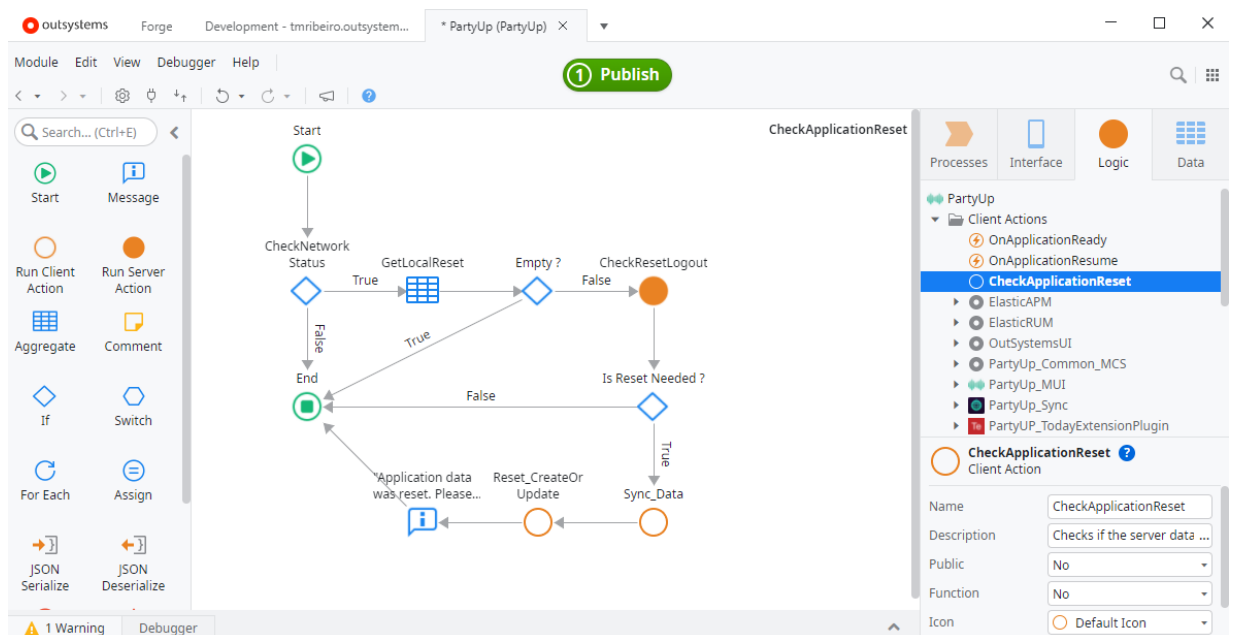 outsystems
Forge
Development - tmribeiro.outsystem...
* PartyUp (PartyUp)
Module Edit View Debugger Help
1 Publish
Search... (Ctrl+E)
Start
Message
Run Client
Action
Run Server
Action
Aggregate
Comment
If
Switch
For Each
Assign
JSON
Serialize
JSON
Deserialize
CheckApplicationReset
Start
CheckNetwork
Status
True
GetLocalReset
Empty ?
False
CheckResetLogout
False
True
End
Is Reset Needed ?
False
True
"Application data
was reset. Please...
Reset_CreateOr
Update
Sync_Data
Processes
Interface
Logic
Data
PartyUp
Client Actions
OnApplicationReady
OnApplicationResume
CheckApplicationReset
ElasticAPM
ElasticRUM
OutSystemsUI
PartyUp_Common_MCS
PartyUp_MUI
PartyUp_Sync
Te PartyUP_TodayExtensionPlugin
CheckApplicationReset ?
Client Action
Name CheckApplicationReset
Description Checks if the server data ...
Public No
Function No
Icon Default Icon
1 Warning
Debugger